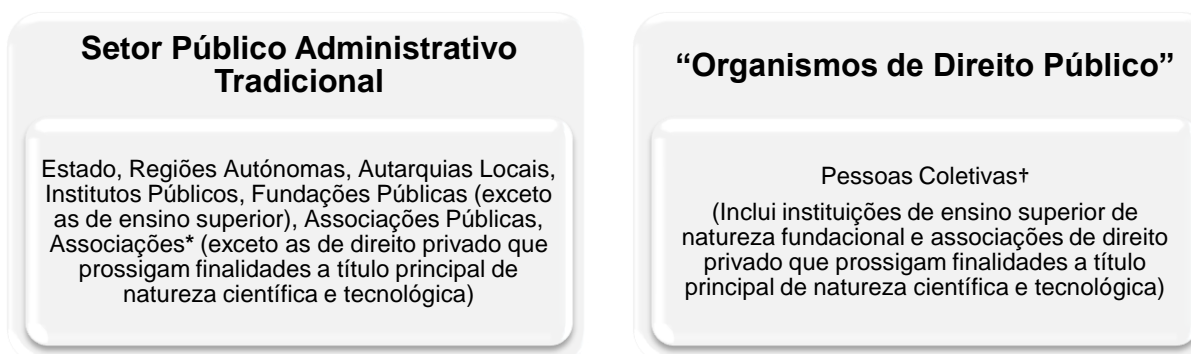 Setor Público Administrativo
Tradicional
Estado, Regiões Autónomas, Autarquias Locais,
Institutos Públicos, Fundações Públicas (exceto
as de ensino superior), Associações Públicas,
Associações* (exceto as de direito privado que
prossigam finalidades a título principal de
natureza científica e tecnológica)
“Organismos de Direito Público”
Pessoas Coletivas†
(Inclui instituições de ensino superior de
natureza fundacional e associações de direito
privado que prossigam finalidades a título
principal de natureza científica e tecnológica)